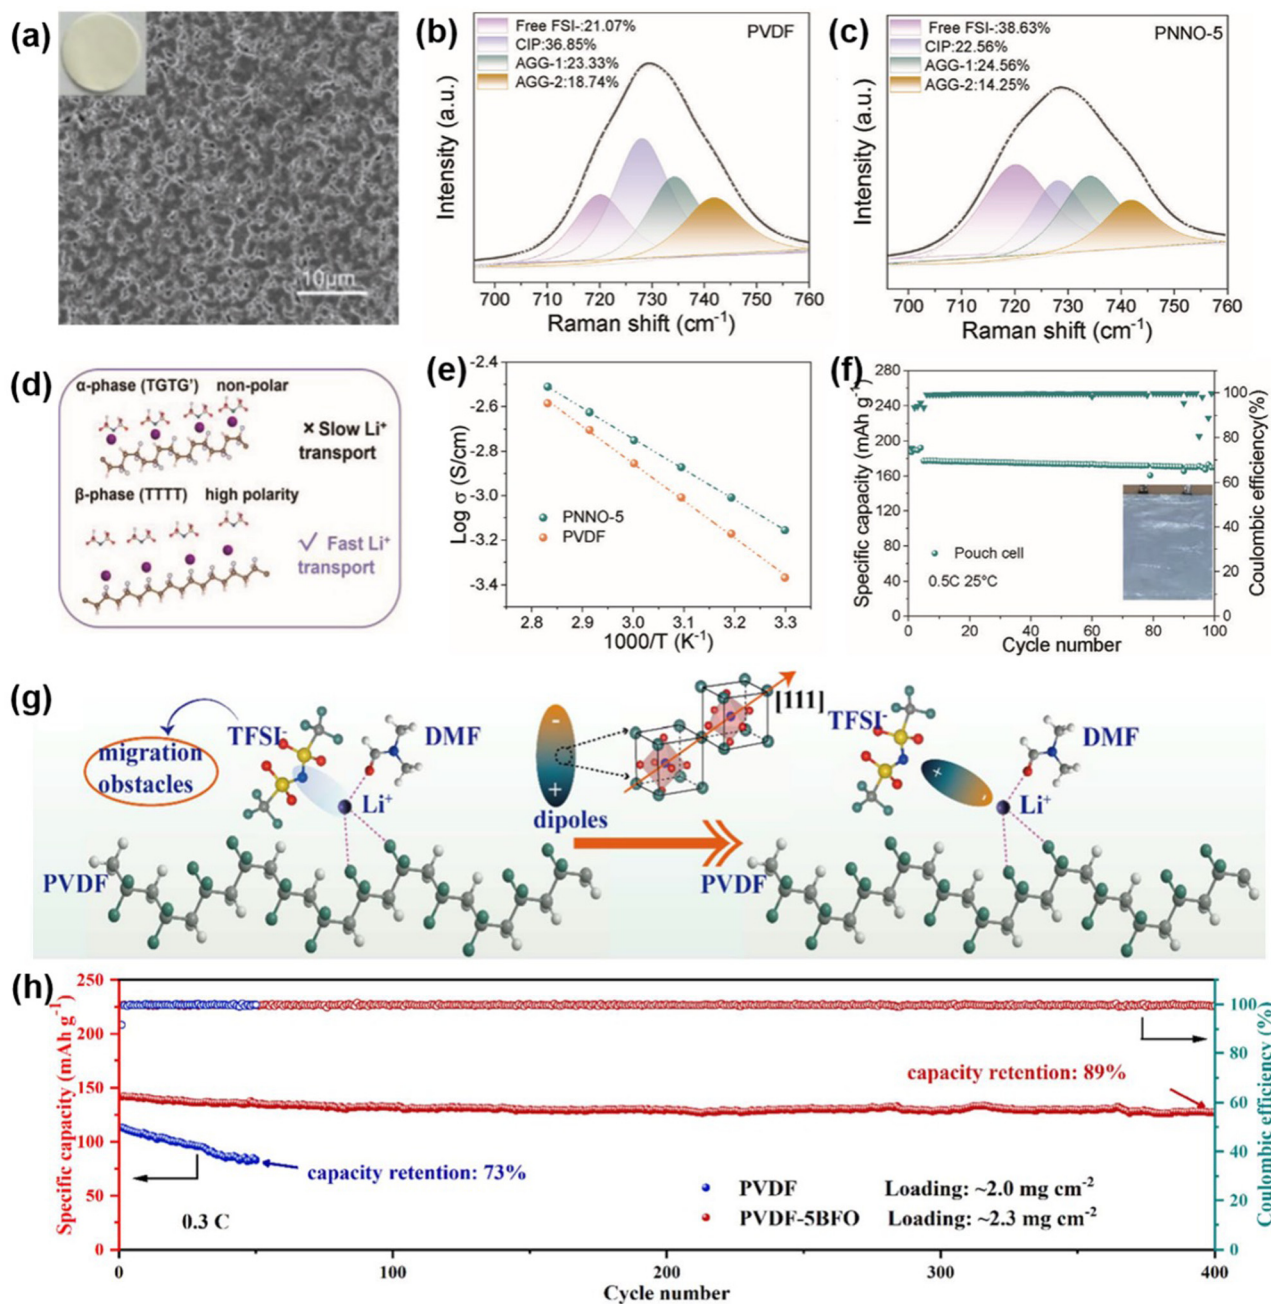 (a)
10μm
(b)
Free FSI-:21.07%
CIP:36.85%
AGG-1:23.33%
AGG-2:18.74%
PVDF
Intensity (a.u.)
700 710 720 730 740 750 760
Raman shift (cm⁻¹)
(c)
Free FSI-:38.63%
CIP:22.56%
AGG-1:24.56%
AGG-2:14.25%
PNNO-5
Intensity (a.u.)
700 710 720 730 740 750 760
Raman shift (cm⁻¹)
(d)
α-phase (TGTG') non-polar
× Slow Li⁺
transport
β-phase (TTTT) high polarity
√ Fast Li⁺
transport
(e)
Log σ (S/cm)
-2.4
-2.6
-2.8
-3.0
-3.2
-3.4
PNNO-5
PVDF
2.8 2.9 3.0 3.1 3.2 3.3
1000/T (K⁻¹)
(f)
Specific capacity (mAh g⁻¹)
280
240
200
160
120
80
40
0
Pouch cell
0.5C 25°C
0 20 40 60 80 100
Cycle number
100
80
60
40
20
0
Coulombic efficiency(%)
(g)
migration
obstacles
TFSI⁻
DMF
Li⁺
PVDF
-
+
dipoles
[111]
TFSI⁻
DMF
+
-
Li⁺
PVDF
(h)
Specific capacity (mAh g⁻¹)
250
200
150
100
50
0
capacity retention: 89%
capacity retention: 73%
0.3 C
PVDF Loading: ~2.0 mg cm⁻²
PVDF-5BFO Loading: ~2.3 mg cm⁻²
0 100 200 300 400
Cycle number
100
80
60
40
20
0
Coulombic efficiency (%)